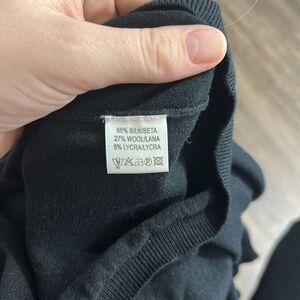 68% SILK/SETA
27% WOOL/LANA
5% LYCRA/LYCRA